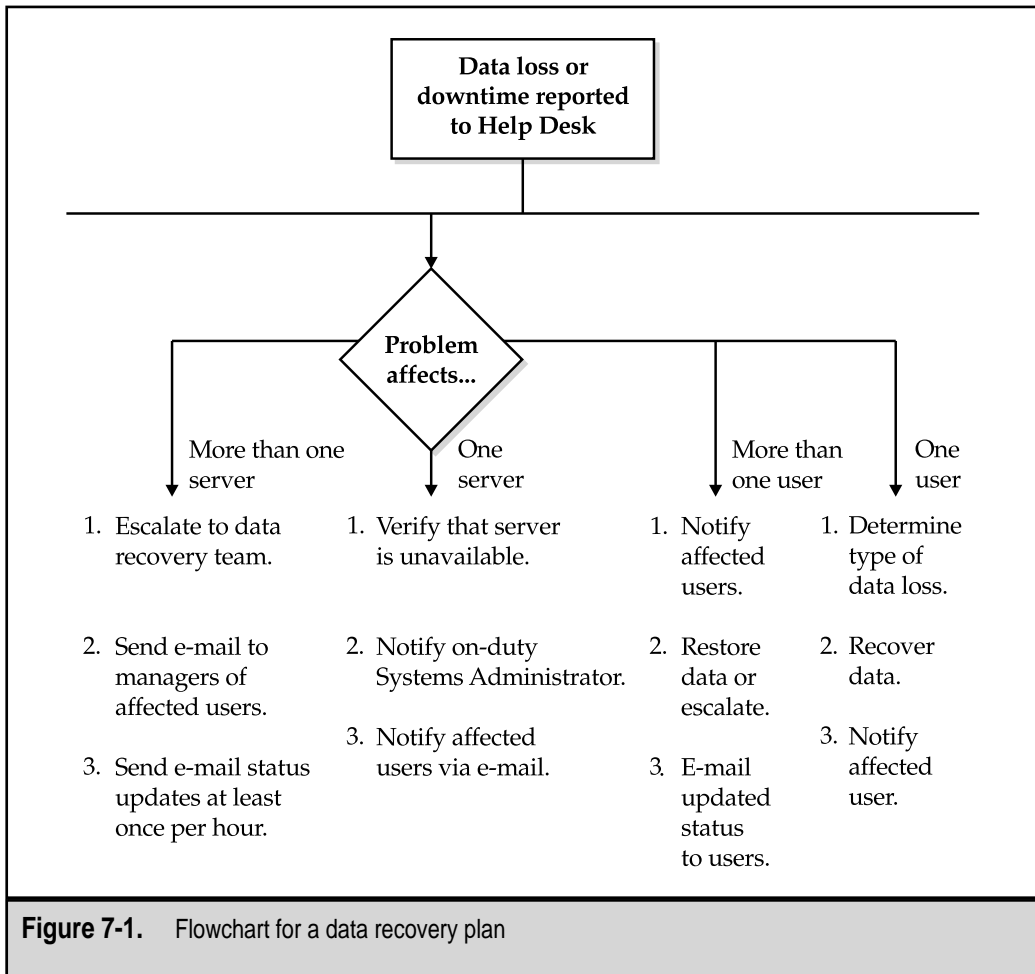 Data loss or
downtime reported
to Help Desk
Problem
affects...
More than one
server
1. Escalate to data
recovery team.
2. Send e-mail to
managers of
affected users.
3. Send e-mail status
updates at least
once per hour.
One
server
1. Verify that server
is unavailable.
2. Notify on-duty
Systems Administrator.
3. Notify affected
users via e-mail.
More than
one user
1. Notify
affected
users.
2. Restore
data or
escalate.
3. E-mail
updated
status
to users.
One
user
1. Determine
type of
data loss.
2. Recover
data.
3. Notify
affected
user.
Figure 7-1. Flowchart for a data recovery plan